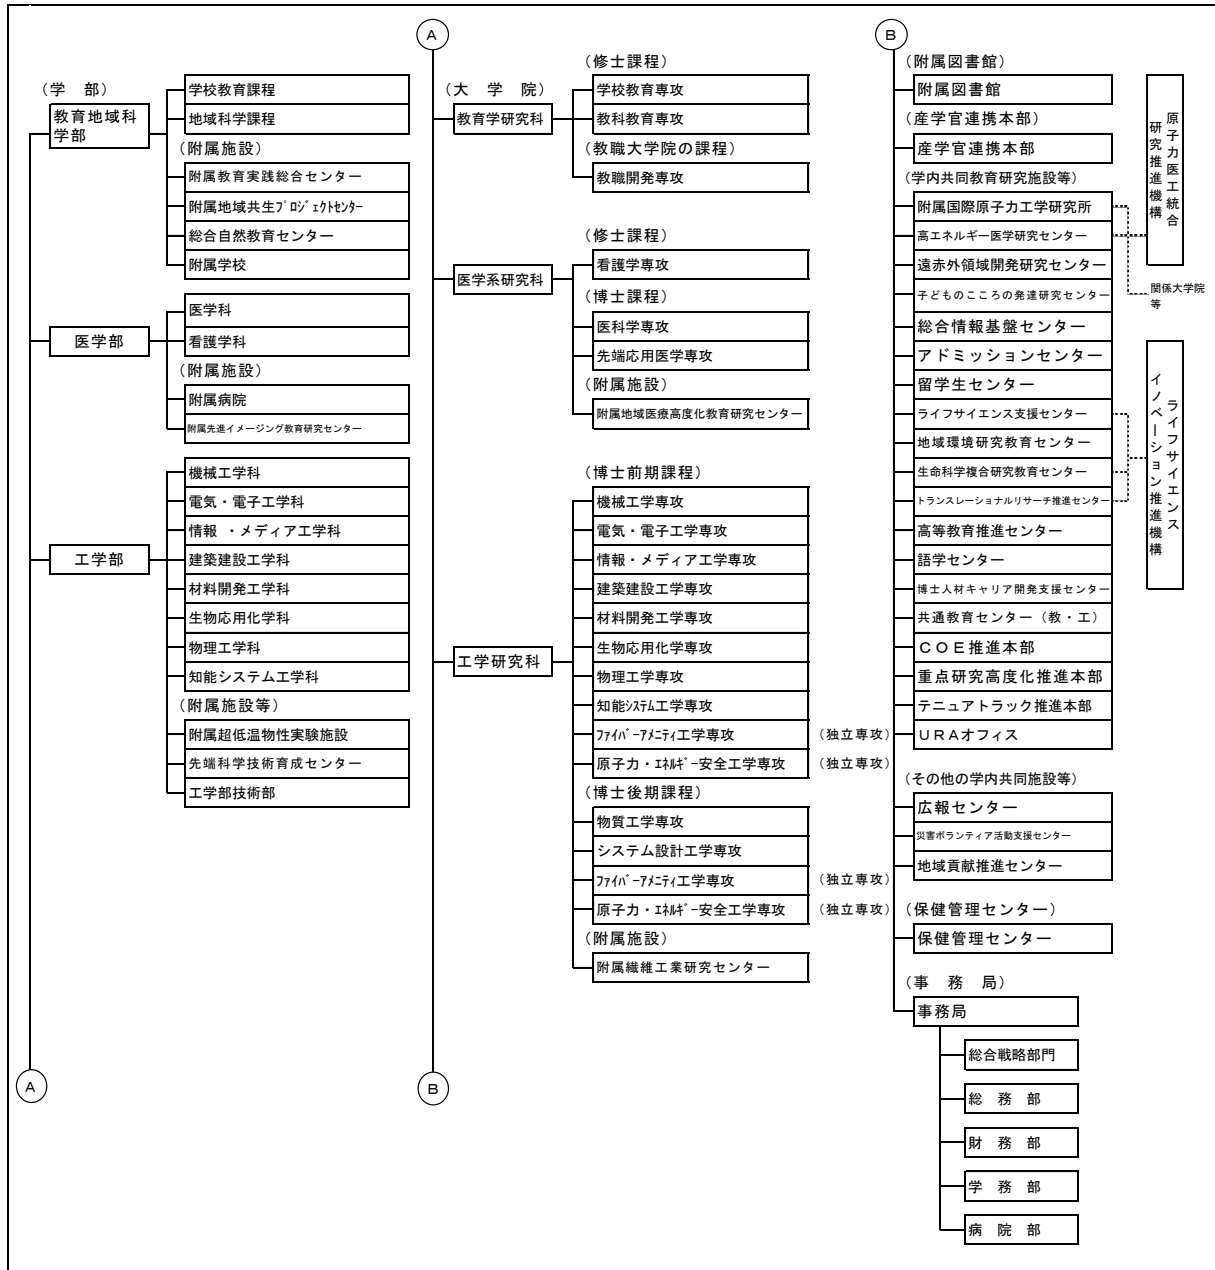 （学　部）
教育地域科
学部
学校教育課程
地域科学課程
（附属施設）
附属教育実践総合センター
附属地域共生ﾌﾟﾛｼﾞｪｸﾄｾﾝﾀｰ
総合自然教育センター
附属学校
医学部
医学科
看護学科
（附属施設）
附属病院
附属先進イメージング教育研究センター
工学部
機械工学科
電気・電子工学科
情報 ・メディア工学科
建築建設工学科
材料開発工学科
生物応用化学科
物理工学科
知能システム工学科
（附属施設等）
附属超低温物性実験施設
先端科学技術育成センター
工学部技術部
A
A
（大　学　院）
教育学研究科
（修士課程）
学校教育専攻
教科教育専攻
（教職大学院の課程）
教職開発専攻
医学系研究科
（修士課程）
看護学専攻
（博士課程）
医科学専攻
先端応用医学専攻
（附属施設）
附属地域医療高度化教育研究センター
工学研究科
（博士前期課程）
機械工学専攻
電気・電子工学専攻
情報・メディア工学専攻
建築建設工学専攻
材料開発工学専攻
生物応用化学専攻
物理工学専攻
知能ｼｽﾃﾑ工学専攻
ﾌｧｲﾊﾞｰｱﾒﾆﾃｨ工学専攻　（独立専攻）
原子力・ｴﾈﾙｷﾞｰ安全工学専攻　（独立専攻）
（博士後期課程）
物質工学専攻
システム設計工学専攻
ﾌｧｲﾊﾞｰｱﾒﾆﾃｨ工学専攻　（独立専攻）
原子力・ｴﾈﾙｷﾞｰ安全工学専攻　（独立専攻）
（附属施設）
附属繊維工業研究センター
B
B
（附属図書館）
附属図書館
（産学官連携本部）
産学官連携本部
（学内共同教育研究施設等）
附属国際原子力工学研究所
高エネルギー医学研究センター
遠赤外領域開発研究センター
子どものこころの発達研究センター
総合情報基盤センター
アドミッションセンター
留学生センター
ライフサイエンス支援センター
地域環境研究教育センター
生命科学複合研究教育センター
トランスレーショナルリサーチ推進センター
高等教育推進センター
語学センター
博士人材キャリア開発支援センター
共通教育センター（教・工）
ＣＯＥ推進本部
重点研究高度化推進本部
テニュアトラック推進本部
ＵＲＡオフィス
（その他の学内共同施設等）
広報センター
災害ボランティア活動支援センター
地域貢献推進センター
（保健管理センター）
保健管理センター
（事　務　局）
事務局
総合戦略部門
総　務　部
財　務　部
学　務　部
病　院　部
原子力医工統合
研究推進機構
関係大学院
等
ライフサイエンス
イノベーション推進機構